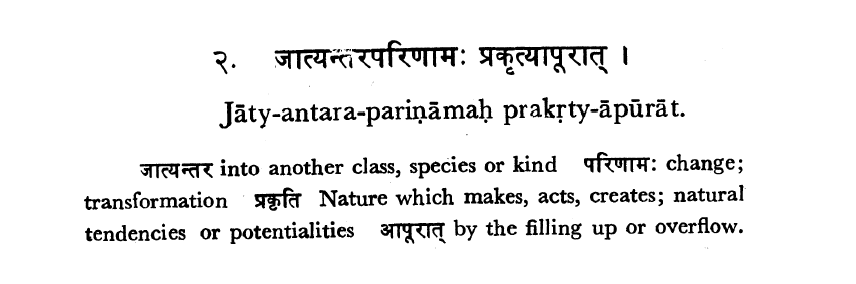 २. जात्यन्तरपरिणामः प्रकृत्यापूरात् ।
Jāty-antara-pariṇāmaḥ prakṛty-āpūrāt.
जात्यन्तर into another class, species or kind परिणामः change;
transformation प्रकृति Nature which makes, acts, creates; natural
tendencies or potentialities आपूरात् by the filling up or overflow.